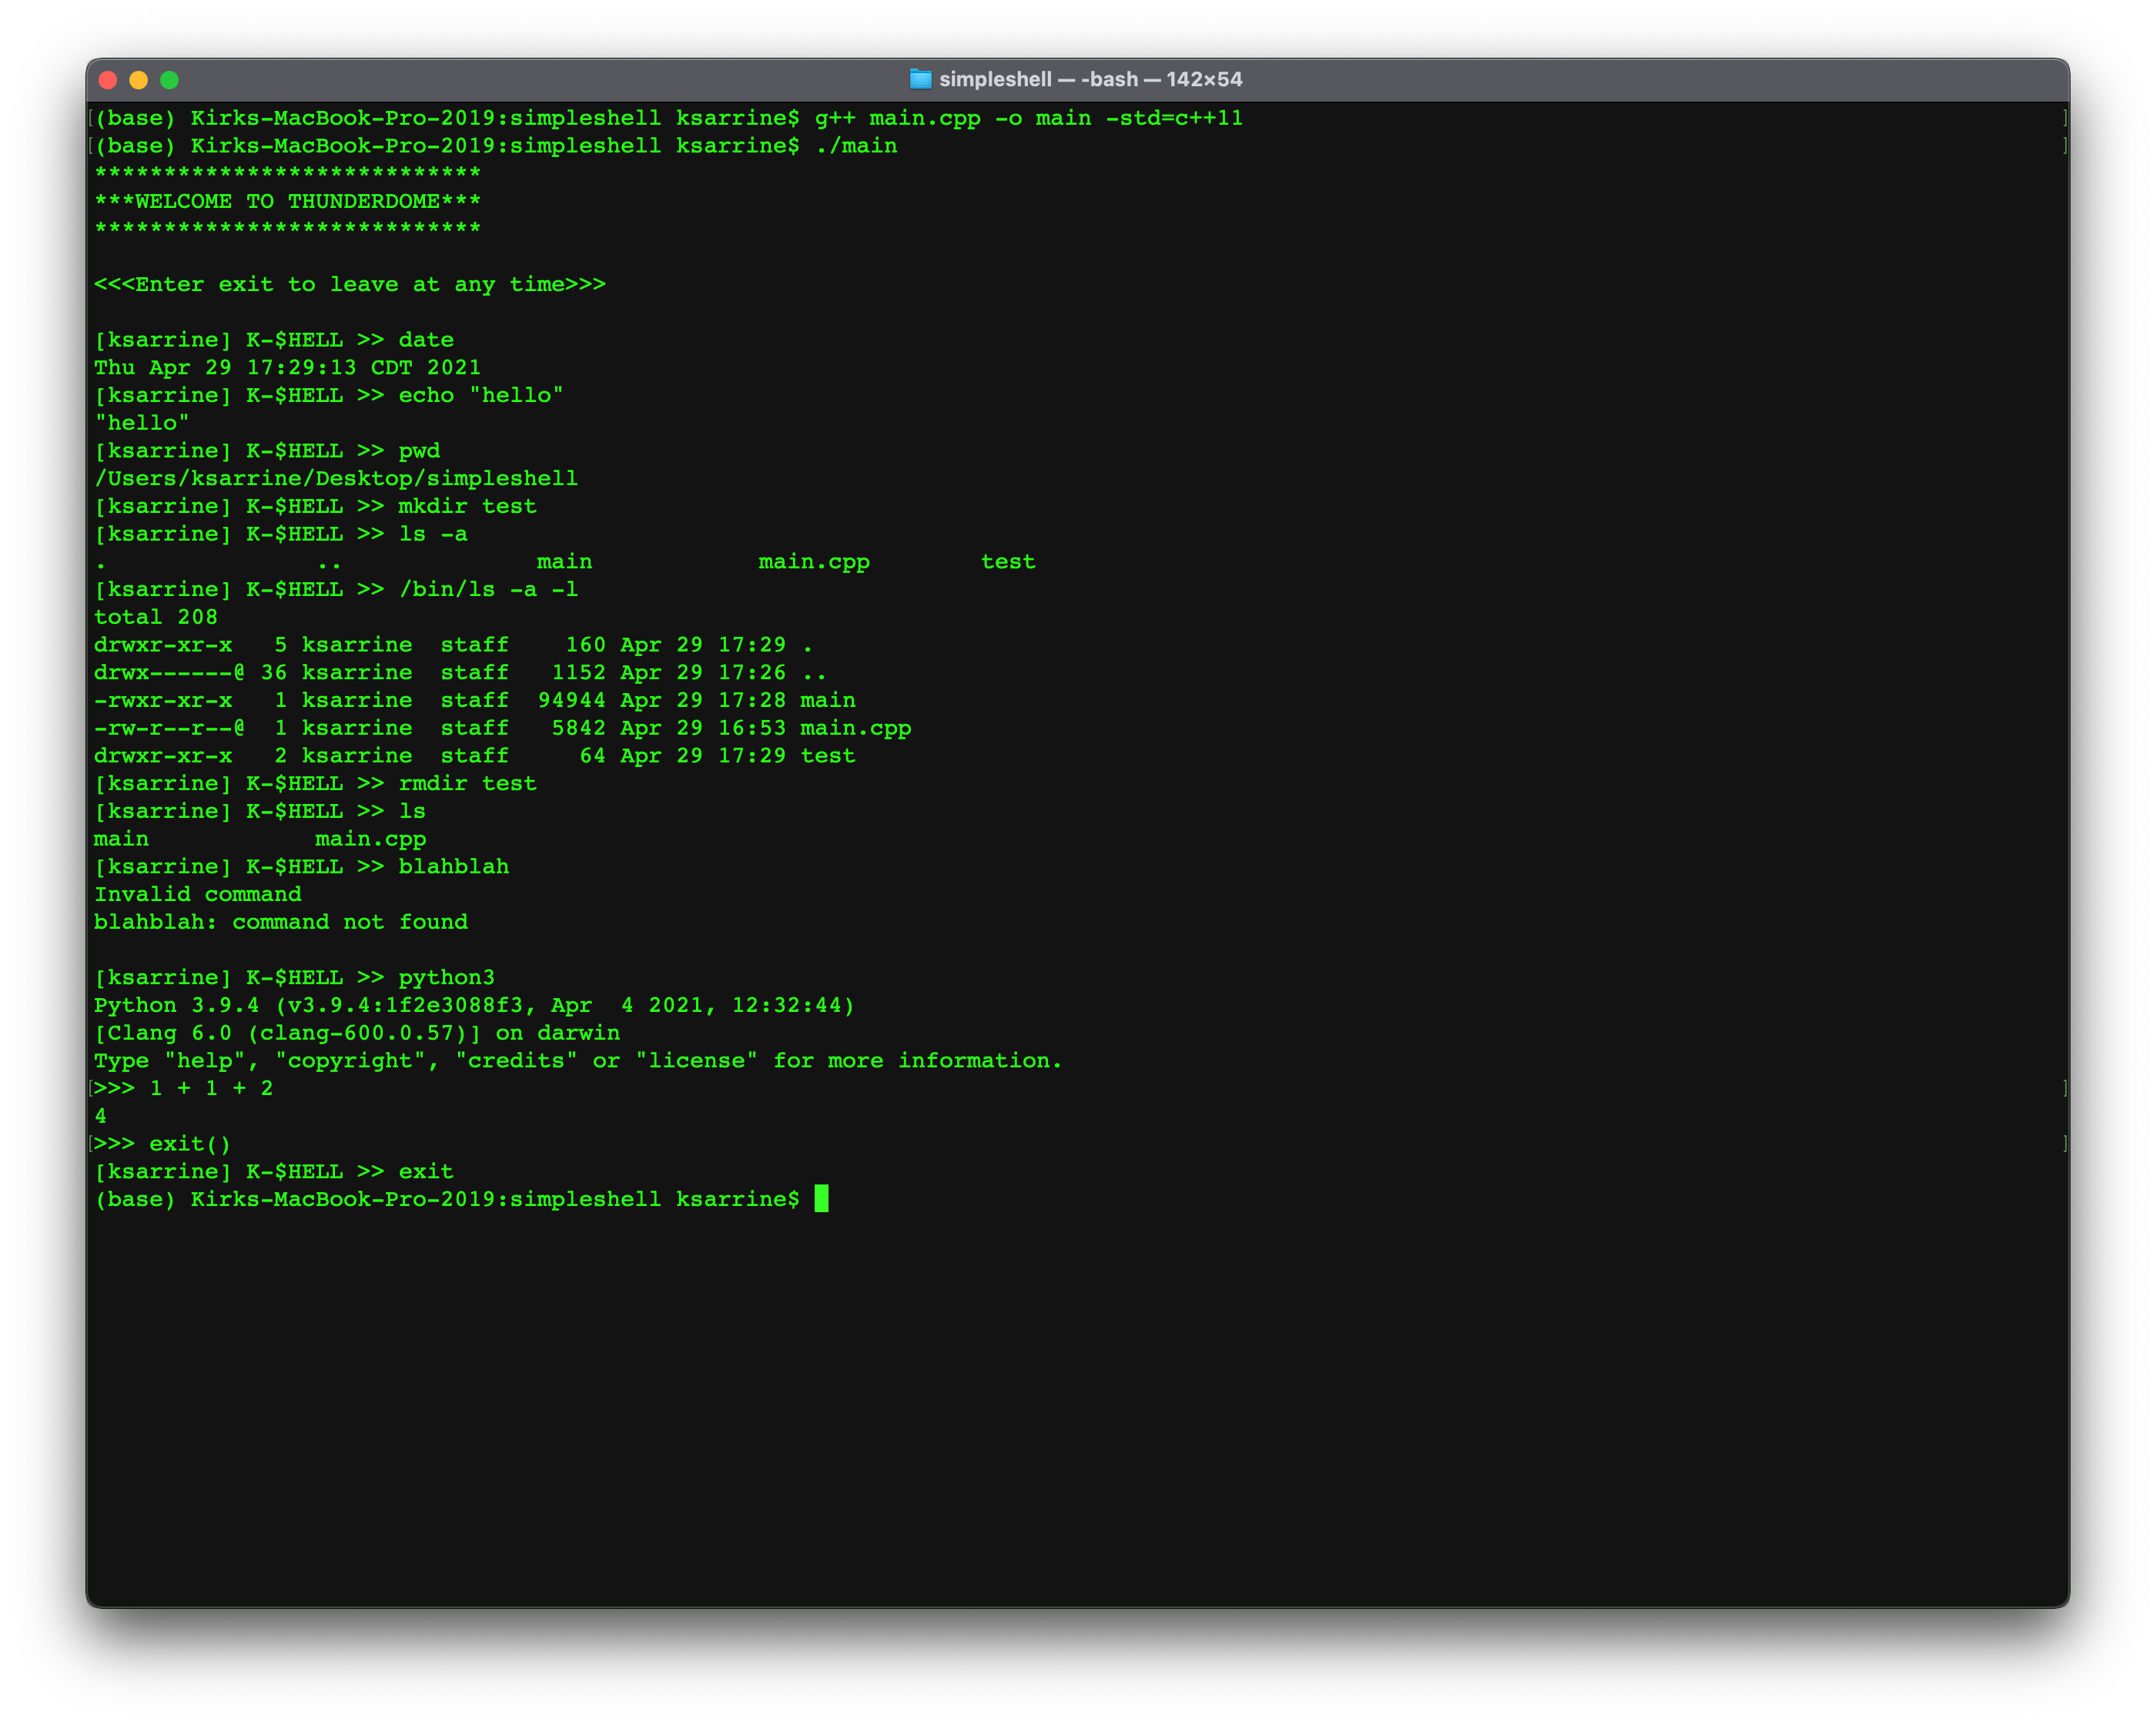 simpleshell — -bash — 142×54
(base) Kirks-MacBook-Pro-2019:simpleshell ksarrine$ g++ main.cpp -o main -std=c++11
(base) Kirks-MacBook-Pro-2019:simpleshell ksarrine$ ./main
****************************
***WELCOME TO THUNDERDOME***
****************************
<<<Enter exit to leave at any time>>>
[ksarrine] K-$HELL >> date
Thu Apr 29 17:29:13 CDT 2021
[ksarrine] K-$HELL >> echo "hello"
"hello"
[ksarrine] K-$HELL >> pwd
/Users/ksarrine/Desktop/simpleshell
[ksarrine] K-$HELL >> mkdir test
[ksarrine] K-$HELL >> ls -a
.               ..              main            main.cpp        test
[ksarrine] K-$HELL >> /bin/ls -a -l
total 208
drwxr-xr-x   5 ksarrine  staff    160 Apr 29 17:29 .
drwx------@ 36 ksarrine  staff   1152 Apr 29 17:26 ..
-rwxr-xr-x   1 ksarrine  staff  94944 Apr 29 17:28 main
-rw-r--r--@  1 ksarrine  staff   5842 Apr 29 16:53 main.cpp
drwxr-xr-x   2 ksarrine  staff     64 Apr 29 17:29 test
[ksarrine] K-$HELL >> rmdir test
[ksarrine] K-$HELL >> ls
main            main.cpp
[ksarrine] K-$HELL >> blahblah
Invalid command
blahblah: command not found
[ksarrine] K-$HELL >> python3
Python 3.9.4 (v3.9.4:1f2e3088f3, Apr  4 2021, 12:32:44)
[Clang 6.0 (clang-600.0.57)] on darwin
Type "help", "copyright", "credits" or "license" for more information.
>>> 1 + 1 + 2
4
>>> exit()
[ksarrine] K-$HELL >> exit
(base) Kirks-MacBook-Pro-2019:simpleshell ksarrine$